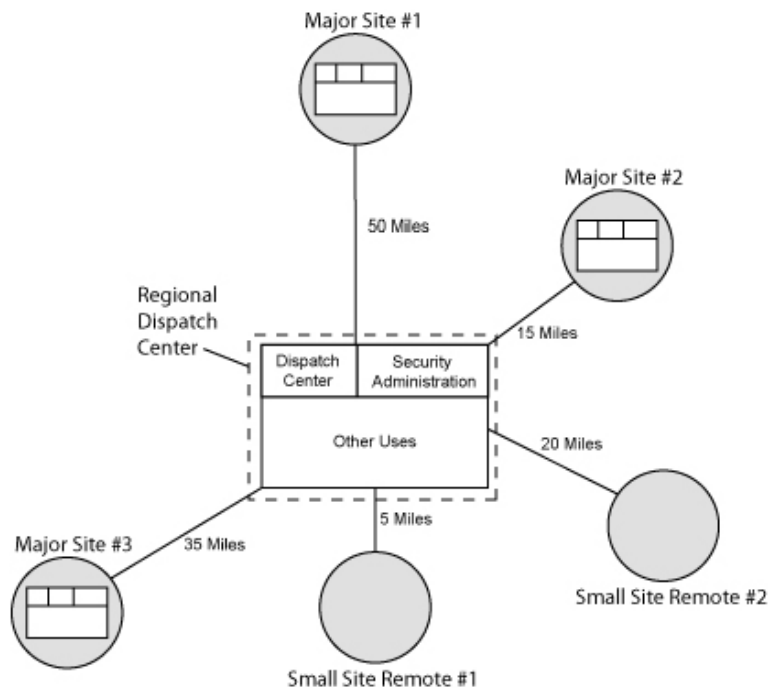 Major Site #1
Major Site #2
50 Miles
Regional
Dispatch
Center
15 Miles
Dispatch
Center
Security
Administration
Other Uses
20 Miles
5 Miles
35 Miles
Major Site #3
Small Site Remote #2
Small Site Remote #1